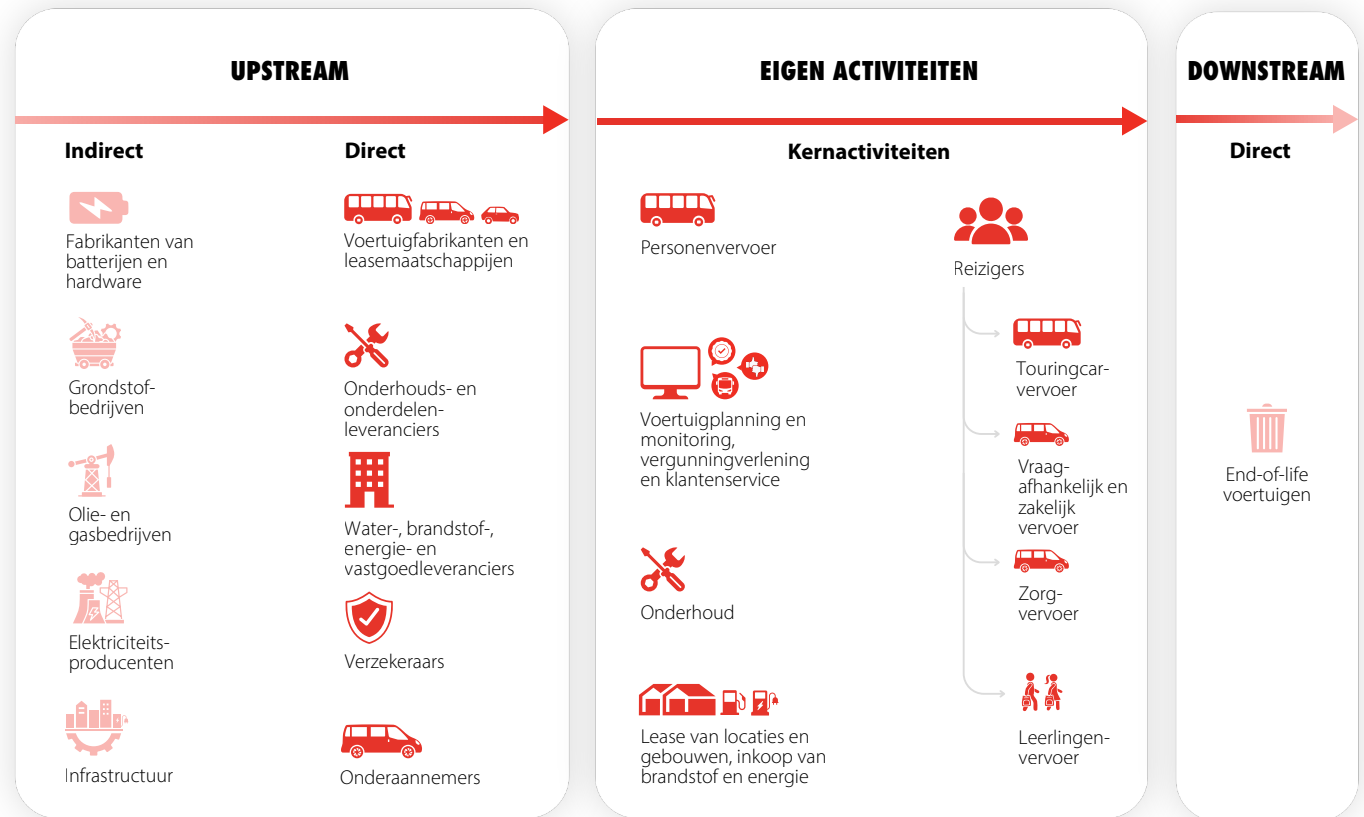 UPSTREAM
Indirect
Fabrikanten van
batterijen en
hardware
Grondstof-
bedrijven
Olie- en
gasbedrijven
Elektriciteits-
producenten
Infrastructuur
Direct
Voertuigfabrikanten en
leasemaatschappijen
Onderhouds- en
onderdelen-
leveranciers
Water-, brandstof-,
energie- en
vastgoedleveranciers
Verzekeraars
Onderaannemers
EIGEN ACTIVITEITEN
Kernactiviteiten
Personenvervoer
Voertuigplanning en
monitoring,
vergunningverlening
en klantenservice
Onderhoud
Lease van locaties en
gebouwen, inkoop van
brandstof en energie
Reizigers
Touringcar-
vervoer
Vraag-
afhankelijk en
zakelijk
vervoer
Zorg-
vervoer
Leerlingen-
vervoer
DOWNSTREAM
Direct
End-of-life
voertuigen